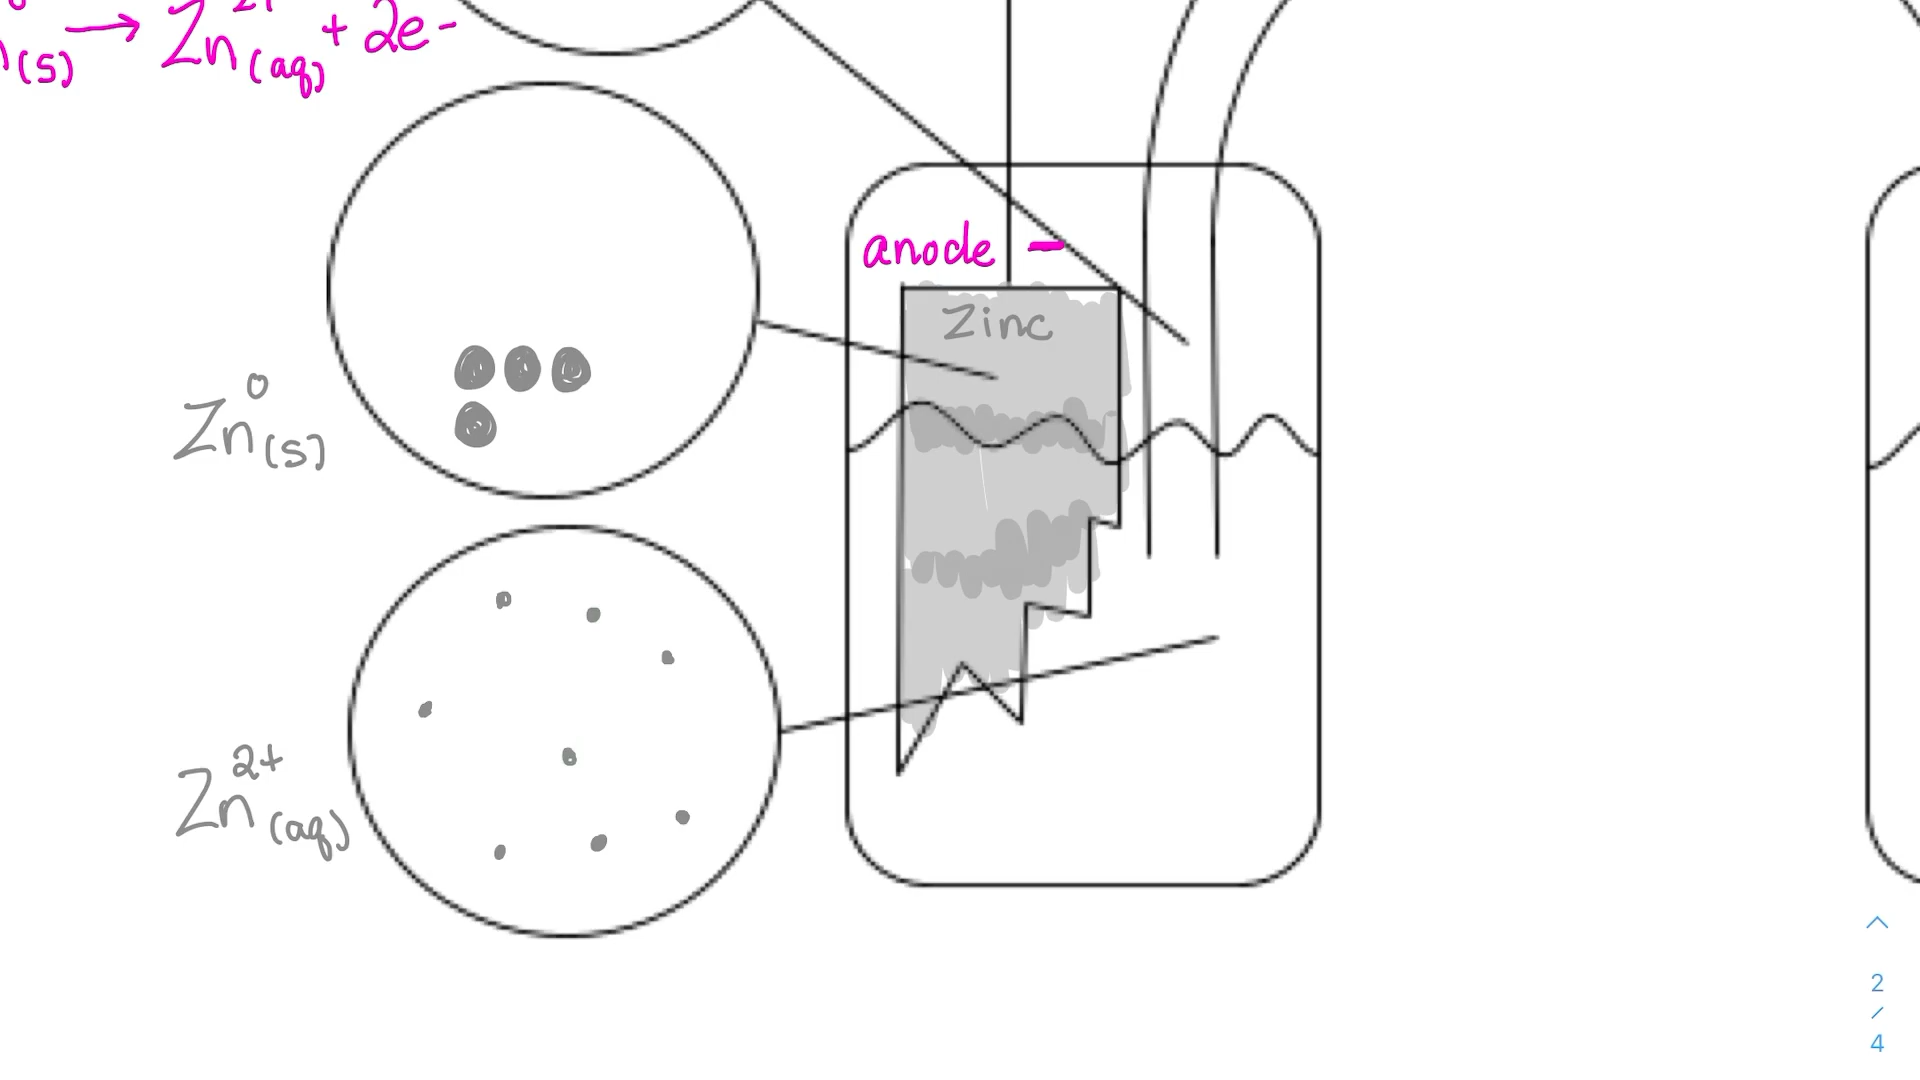 (s) → Zn (aq) + 2e-
anode -
Zinc
Zn⁰(s)
Zn²⁺(aq)
2
/
4